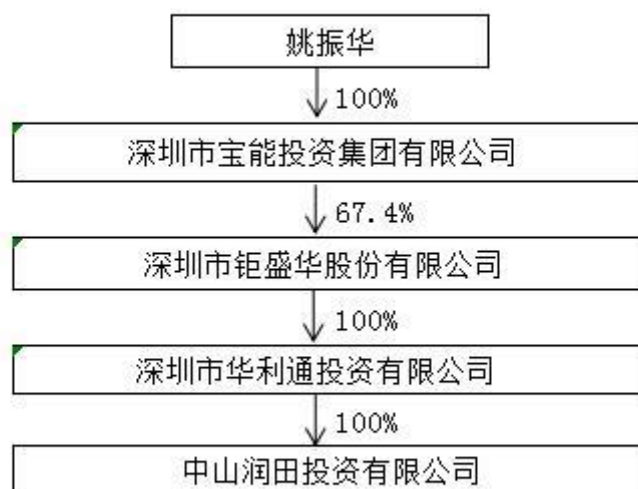 姚振华
100%
深圳市宝能投资集团有限公司
67.4%
深圳市钜盛华股份有限公司
100%
深圳市华利通投资有限公司
100%
中山润田投资有限公司